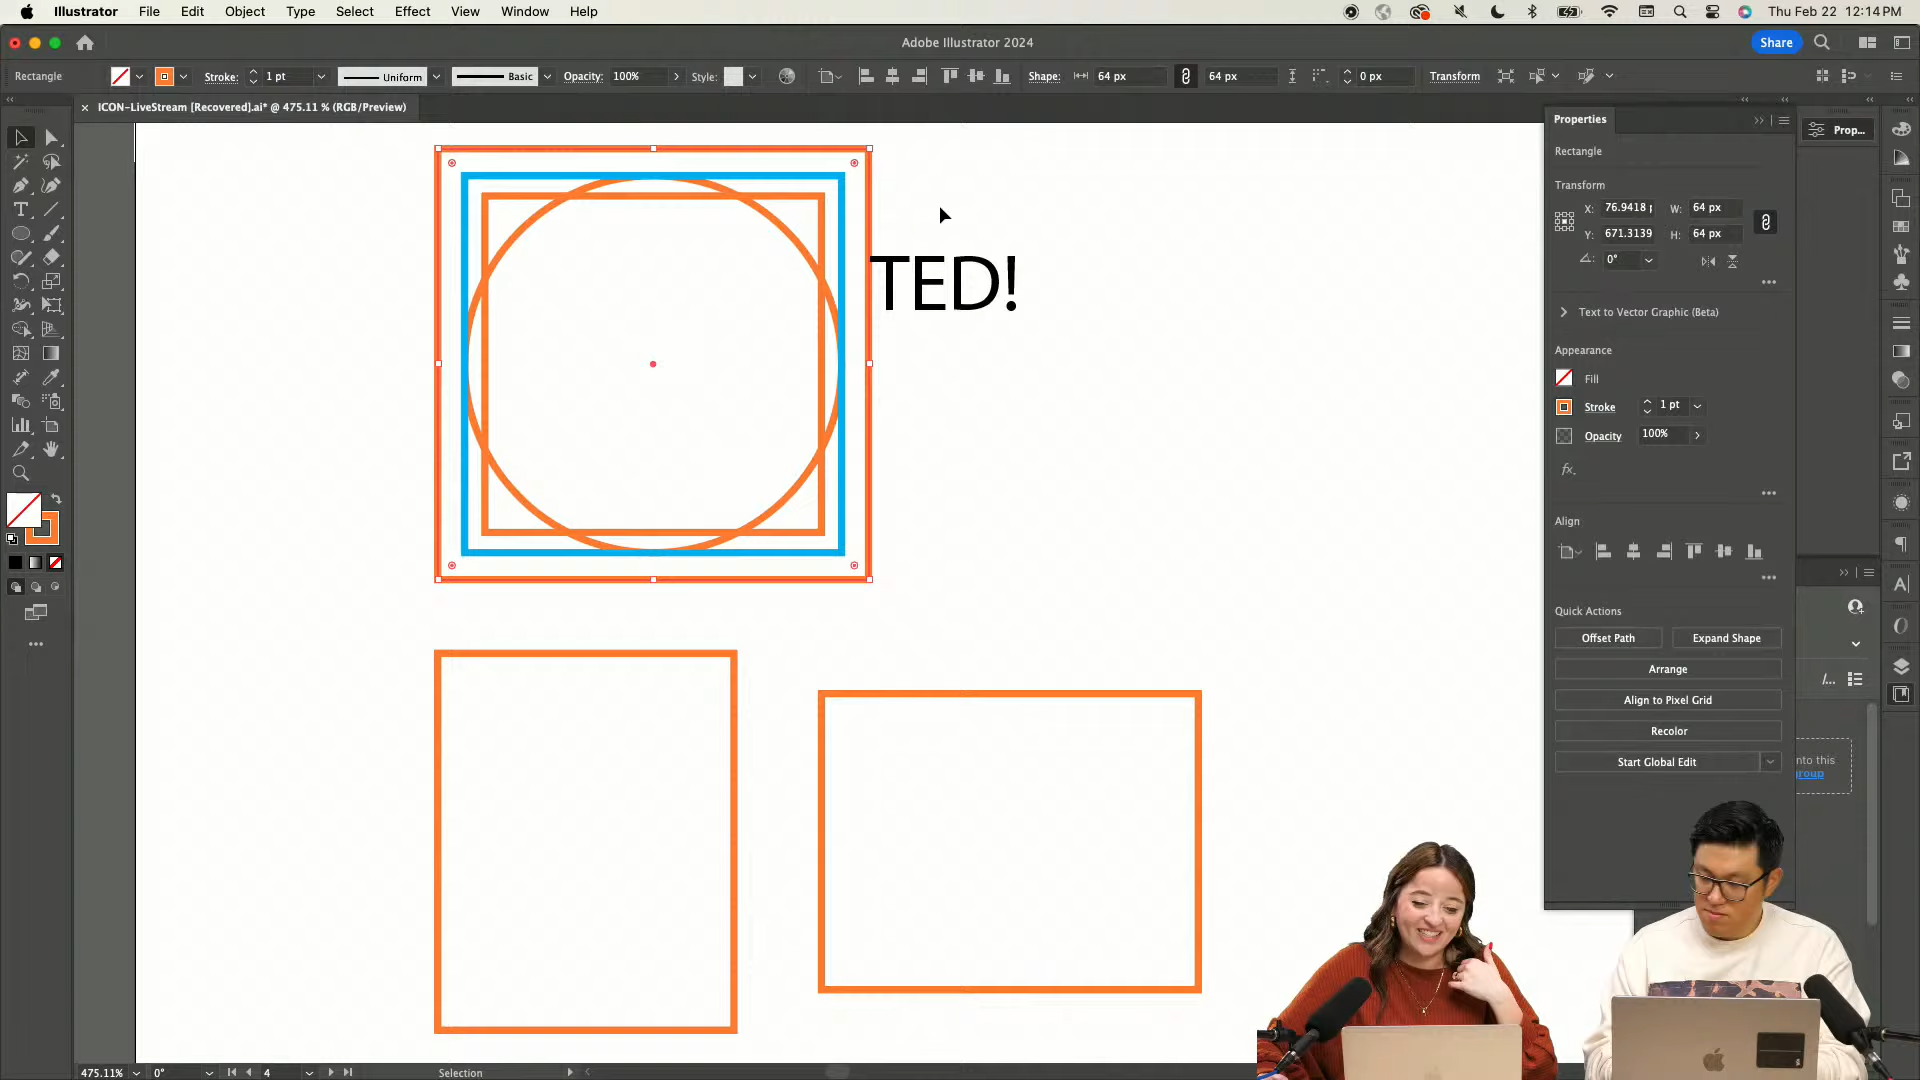 Illustrator File Edit Object Type Select Effect View Window Help
Thu Feb 22 12:14 PM
Adobe Illustrator 2024
Share
Rectangle
Stroke: 1 pt
Uniform
Basic
Opacity: 100%
Style:
Shape: 64 px 64 px
0 px
Transform
× ICON-LiveStream [Recovered].ai* @ 475.11 % (RGB/Preview)
TED!
Properties
Prop...
Rectangle
Transform
X: 76.9418 W: 64 px
Y: 671.3139 H: 64 px
0°
Text to Vector Graphic (Beta)
Appearance
Fill
Stroke 1 pt
Opacity 100%
fx.
Align
Quick Actions
Offset Path Expand Shape
Arrange
Align to Pixel Grid
Recolor
Start Global Edit
nto this
group
/...
475.11% 0° 4 Selection